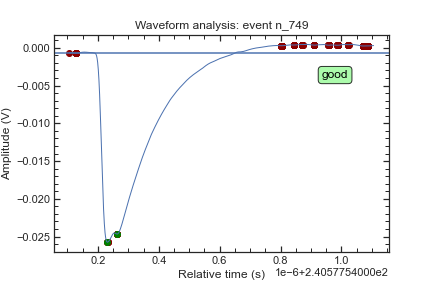 Waveform analysis: event n_749
0.000
−0.005
−0.010
−0.015
−0.020
−0.025
Amplitude (V)
good
0.2
0.4
0.6
0.8
1.0
Relative time (s)
1e−6+2.4057754000e2